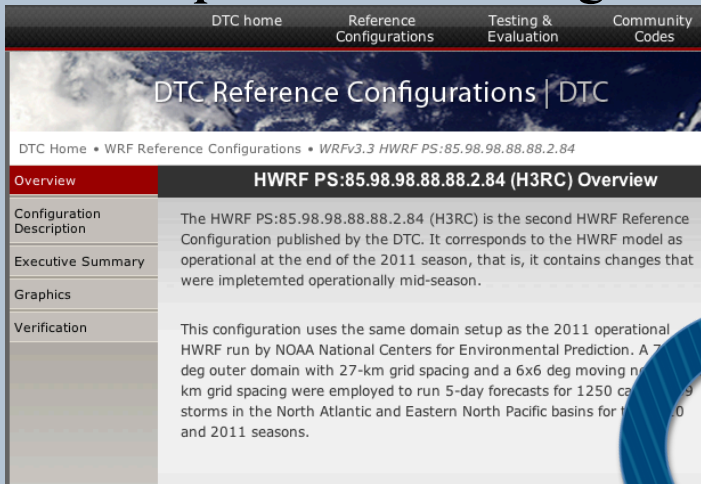 DTC home Reference Configurations Testing & Evaluation Community Codes
DTC Reference Configurations | DTC
DTC Home • WRF Reference Configurations • WRFv3.3 HWRF PS:85.98.98.88.88.2.84
Overview
Configuration
Description
Executive Summary
Graphics
Verification
HWRF PS:85.98.98.88.88.2.84 (H3RC) Overview
The HWRF PS:85.98.98.88.88.2.84 (H3RC) is the second HWRF Reference
Configuration published by the DTC. It corresponds to the HWRF model as
operational at the end of the 2011 season, that is, it contains changes that
were impletemted operationally mid-season.
This configuration uses the same domain setup as the 2011 operational
HWRF run by NOAA National Centers for Environmental Prediction. A
deg outer domain with 27-km grid spacing and a 6x6 deg moving
km grid spacing were employed to run 5-day forecasts for 1250
storms in the North Atlantic and Eastern North Pacific basins for
and 2011 seasons.